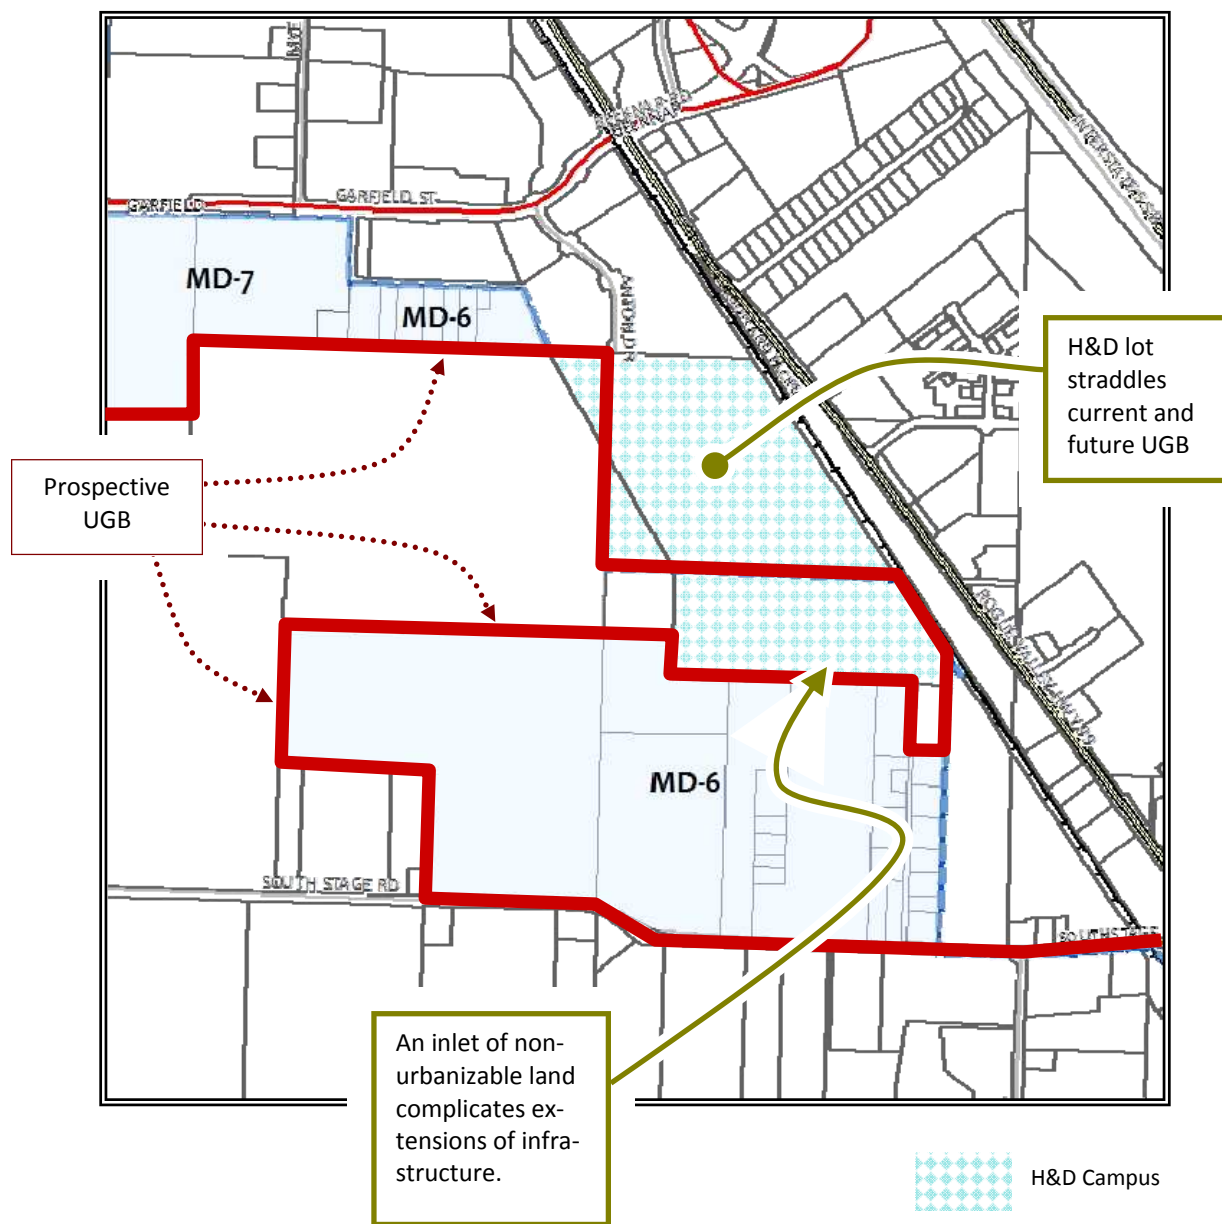 GARFIELD
GARFIELD ST
MD-7
MD-6
H&D lot
straddles
current and
future UGB
Prospective
UGB
MD-6
SOUTH STAGE RD
An inlet of non-
urbanizable land
complicates ex-
tensions of infra-
structure.
H&D Campus